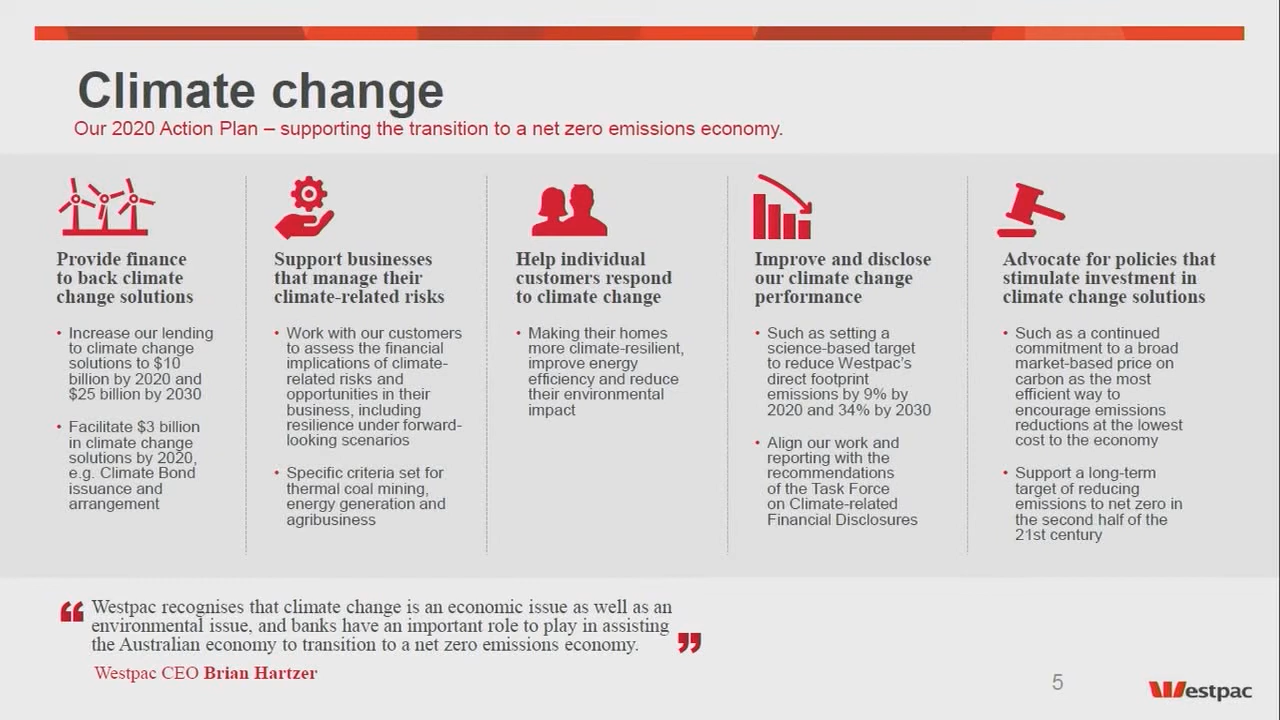 Climate change
Our 2020 Action Plan – supporting the transition to a net zero emissions economy.
Provide finance
to back climate
change solutions
• Increase our lending
to climate change
solutions to $10
billion by 2020 and
$25 billion by 2030
• Facilitate $3 billion
in climate change
solutions by 2020,
e.g. Climate Bond
issuance and
arrangement
Support businesses
that manage their
climate-related risks
• Work with our customers
to assess the financial
implications of climate-
related risks and
opportunities in their
business, including
resilience under forward-
looking scenarios
• Specific criteria set for
thermal coal mining,
energy generation and
agribusiness
Help individual
customers respond
to climate change
• Making their homes
more climate-resilient,
improve energy
efficiency and reduce
their environmental
impact
Improve and disclose
our climate change
performance
• Such as setting a
science-based target
to reduce Westpac’s
direct footprint
emissions by 9% by
2020 and 34% by 2030
• Align our work and
reporting with the
recommendations
of the Task Force
on Climate-related
Financial Disclosures
Advocate for policies that
stimulate investment in
climate change solutions
• Such as a continued
commitment to a broad
market-based price on
carbon as the most
efficient way to
encourage emissions
reductions at the lowest
cost to the economy
• Support a long-term
target of reducing
emissions to net zero in
the second half of the
21st century
“ Westpac recognises that climate change is an economic issue as well as an
environmental issue, and banks have an important role to play in assisting
the Australian economy to transition to a net zero emissions economy. ”
Westpac CEO Brian Hartzer
5
Westpac